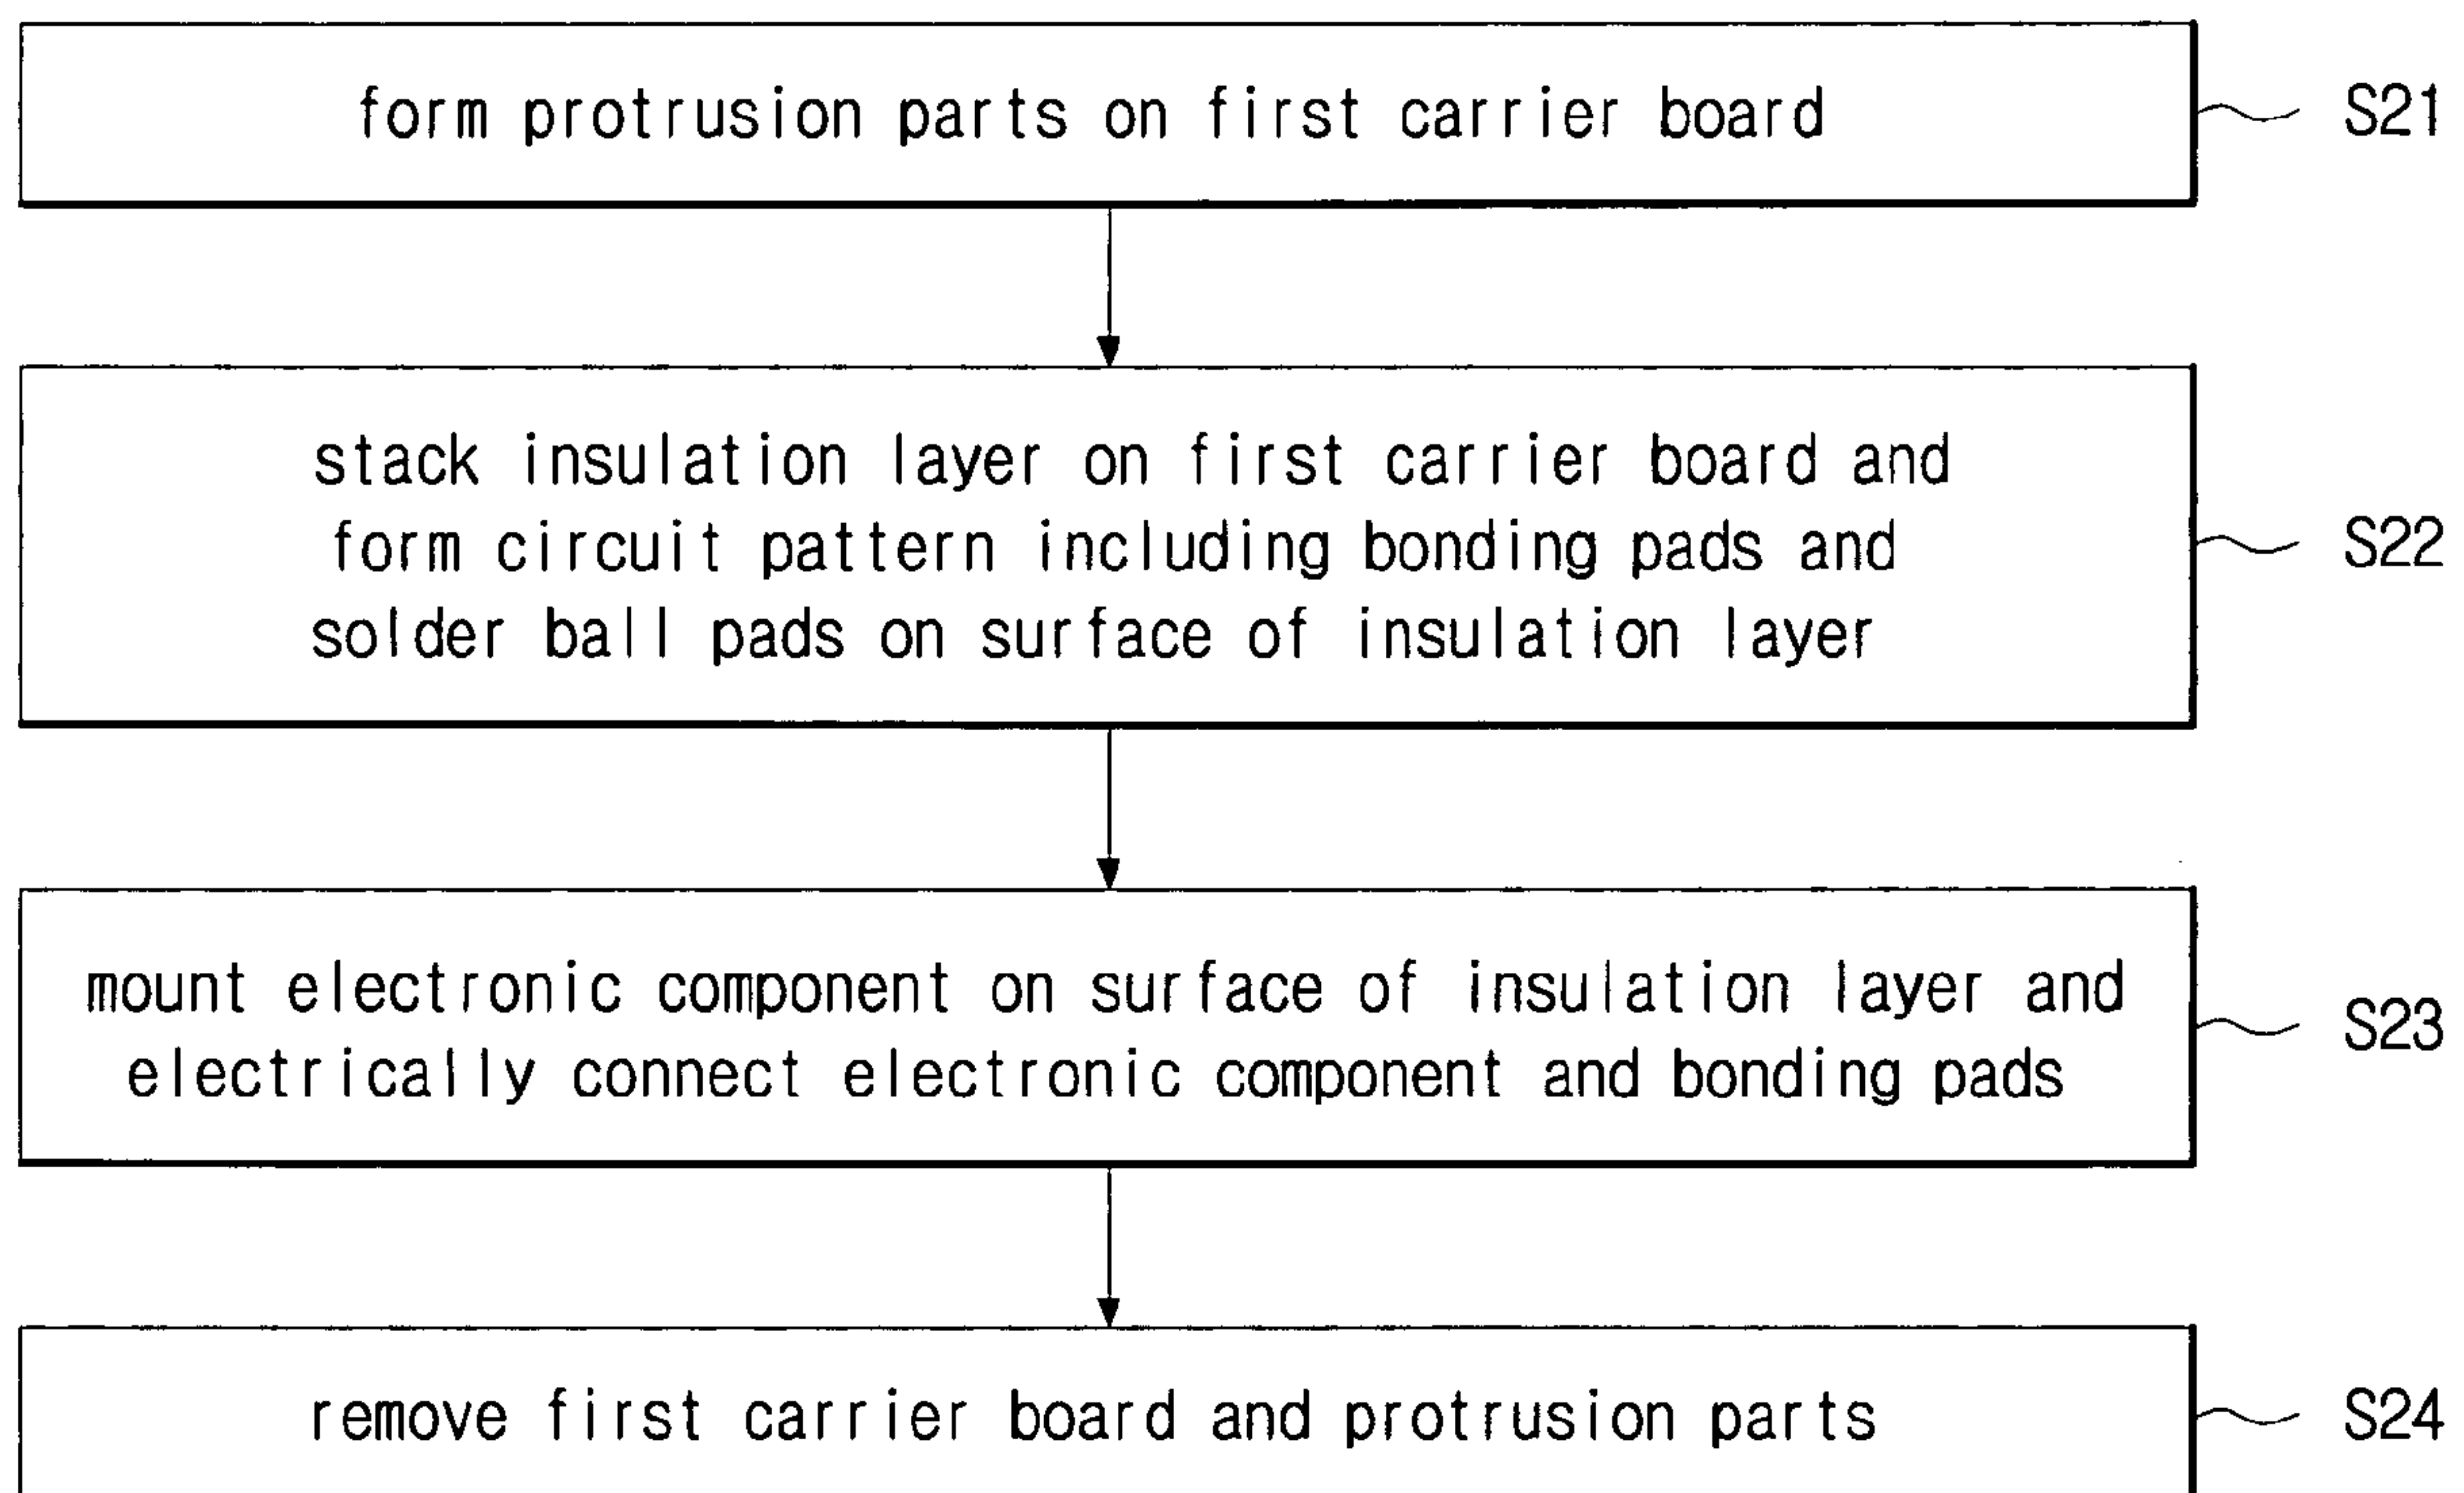 form protrusion parts on first carrier board
S21
stack insulation layer on first carrier board and
form circuit pattern including bonding pads and
S22
solder ball pads on surface of insulation layer
mount electronic component on surface of insulation layer and
S23
electrically connect electronic component and bonding pads
remove first carrier board and protrusion parts
S24